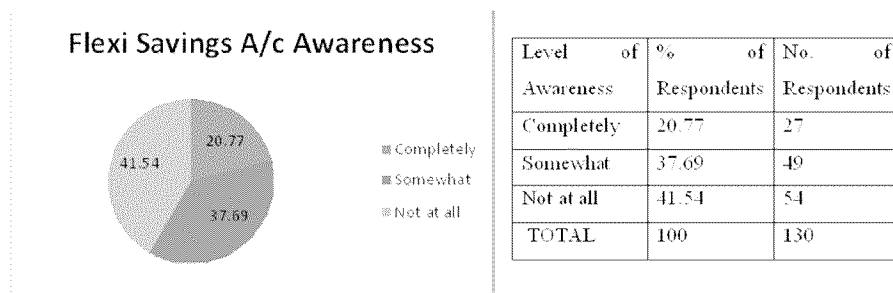 Flexi Savings A/c Awareness
20.77
41.54
37.69
Completely
Somewhat
Not at all
Level of Awareness | % of Respondents | No. of Respondents
Completely | 20.77 | 27
Somewhat | 37.69 | 49
Not at all | 41.54 | 54
TOTAL | 100 | 130